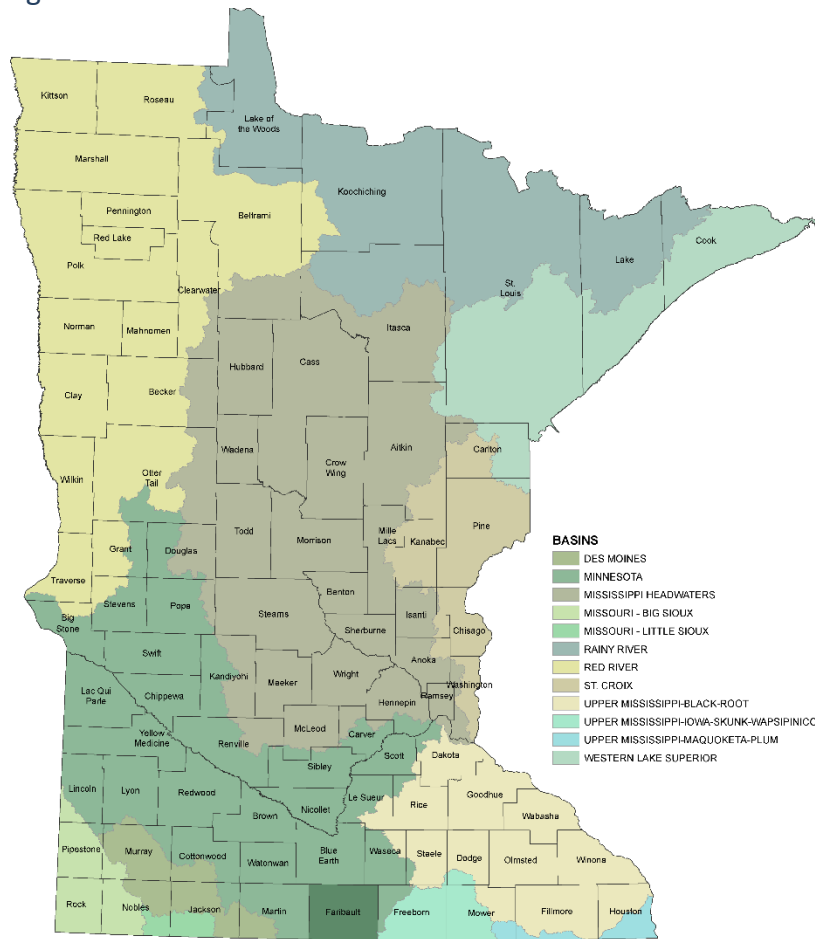 Kittson
Roseau
Lake of
the Woods
Marshall
Koochiching
Pennington
Beltrami
Red Lake
Cook
Polk
Lake
Clearwater
St.
Louis
Itasca
Norman
Mahnomen
Cass
Hubbard
Clay
Becker
Aitkin
Wadena
Carlton
Crow
Wing
Wilkin
Otter
Tail
Pine
Todd
Mille
Lacs
Kanabec
Morrison
Grant
Douglas
Traverse
Benton
Stevens
Pope
Stearns
Isanti
Big
Stone
Chisago
Sherburne
Swift
Anoka
Kandiyohi
Wright
Meeker
Washington
Lac Qui
Parle
Chippewa
Ramsey
Hennepin
McLeod
Carver
Yellow
Medicine
Renville
Scott
Dakota
Sibley
Lincoln
Lyon
Redwood
Le Sueur
Goodhue
Nicollet
Rice
Brown
Wabasha
Pipestone
Murray
Cottonwood
Watonwan
Blue
Earth
Waseca
Steele
Dodge
Olmsted
Winona
Rock
Nobles
Jackson
Martin
Faribault
Freeborn
Mower
Fillmore
Houston
BASINS
DES MOINES
MINNESOTA
MISSISSIPPI HEADWATERS
MISSOURI - BIG SIOUX
MISSOURI - LITTLE SIOUX
RAINY RIVER
RED RIVER
ST. CROIX
UPPER MISSISSIPPI-BLACK-ROOT
UPPER MISSISSIPPI-IOWA-SKUNK-WAPSIPINICO
UPPER MISSISSIPPI-MAQUOKETA-PLUM
WESTERN LAKE SUPERIOR